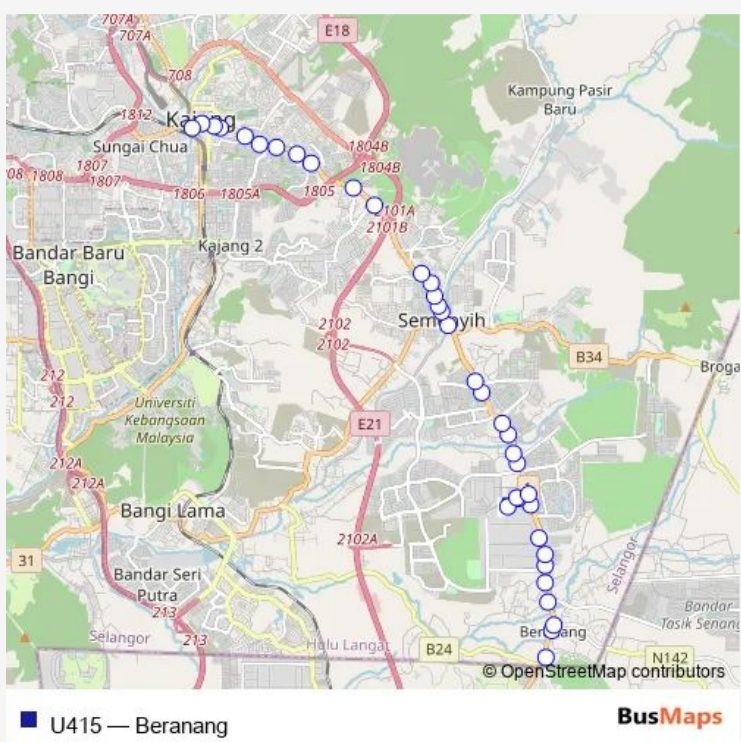 707A
707A
E18
708
Kampung Pasir
Baru
1812
Kajang
Sungai Chua
1804B
1804B
1807
08 1808 1807
1806 1805A 1805
2101B
Kajang 2
Bandar Baru
Bangi
2102
2102
Semenyih
B34
Broga
212
212
Universiti
Kebangsaan
Malaysia
E21
212A
212A
Bangi Lama
2102A
31
Bandar Seri
Putra
213
213
Selangor
Selangor
Hulu Langat
Bandar
Tasik Senang
Beranang
B24
N142
© OpenStreetMap contributors
U415 — Beranang
BusMaps